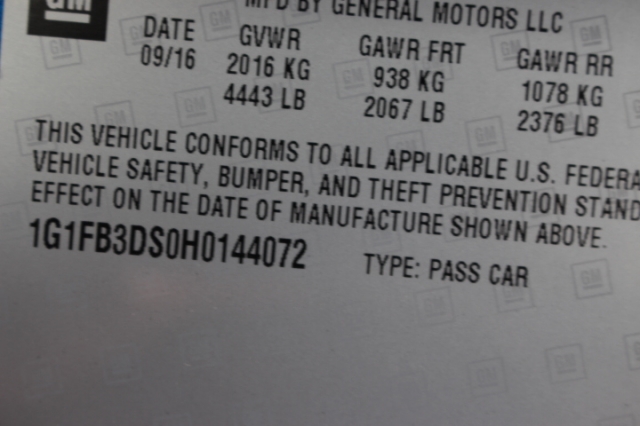 GM
MFD BY GENERAL MOTORS LLC
DATE GVWR GAWR FRT GAWR RR
09/16 2016 KG 938 KG 1078 KG
4443 LB 2067 LB 2376 LB
THIS VEHICLE CONFORMS TO ALL APPLICABLE U.S. FEDERA
VEHICLE SAFETY, BUMPER, AND THEFT PREVENTION STAND
EFFECT ON THE DATE OF MANUFACTURE SHOWN ABOVE.
1G1FB3DS0H0144072 TYPE: PASS CAR